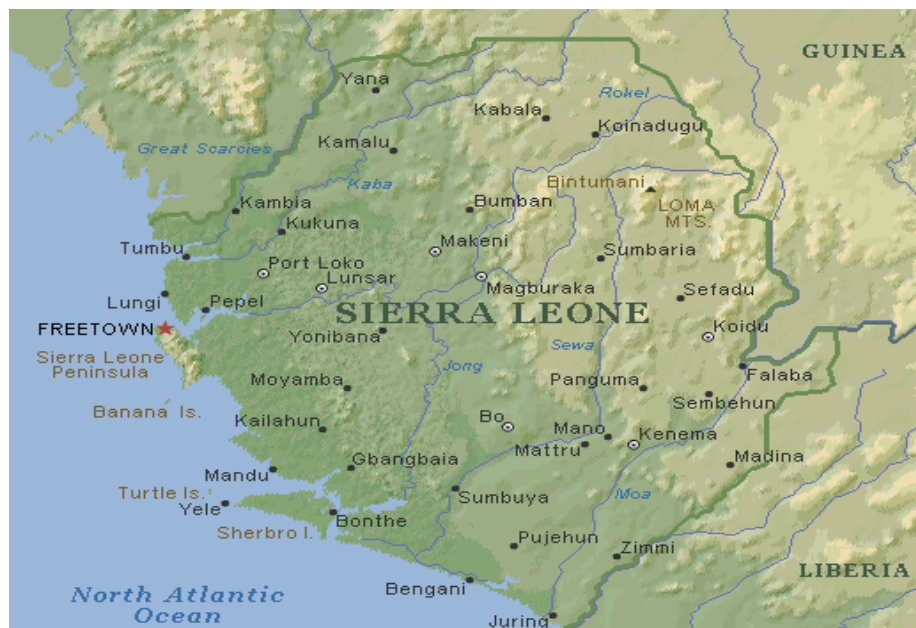 GUINEA
Yana
Rokel
Kabala
Koinadugu
Kamalu
Great Scarcies
Kaba
Bintumani
LOMA
MTS.
Kambia
Bumban
Kukuna
Makeni
Tumbu
Sumbaria
Port Loko
Lunsar
Magburaka
Sefadu
Lungi
Pepel
SIERRA LEONE
FREETOWN
Yonibana
Koidu
Sierra Leone
Peninsula
Sewa
Jong
Falaba
Moyamba
Panguma
Sembehun
Banana Is.
Kailahun
Bo
Mano
Kenema
Mattru
Madina
Gbangbaia
Mandu
Turtle Is.
Sumbuya
Moa
Yele
Bonthe
Sherbro I.
Pujehun
Zimmi
LIBERIA
Bengani
North Atlantic
Ocean
Juring